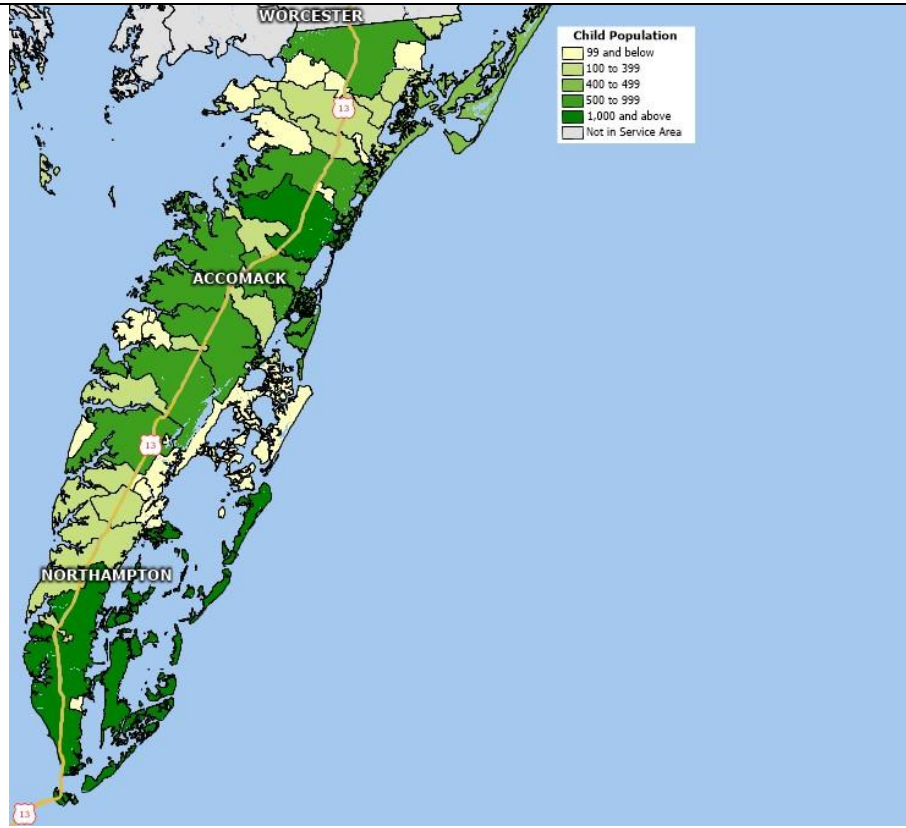 WORCESTER
Child Population
99 and below
100 to 399
400 to 499
500 to 999
1,000 and above
Not in Service Area
13
ACCOMACK
13
NORTHAMPTON
13